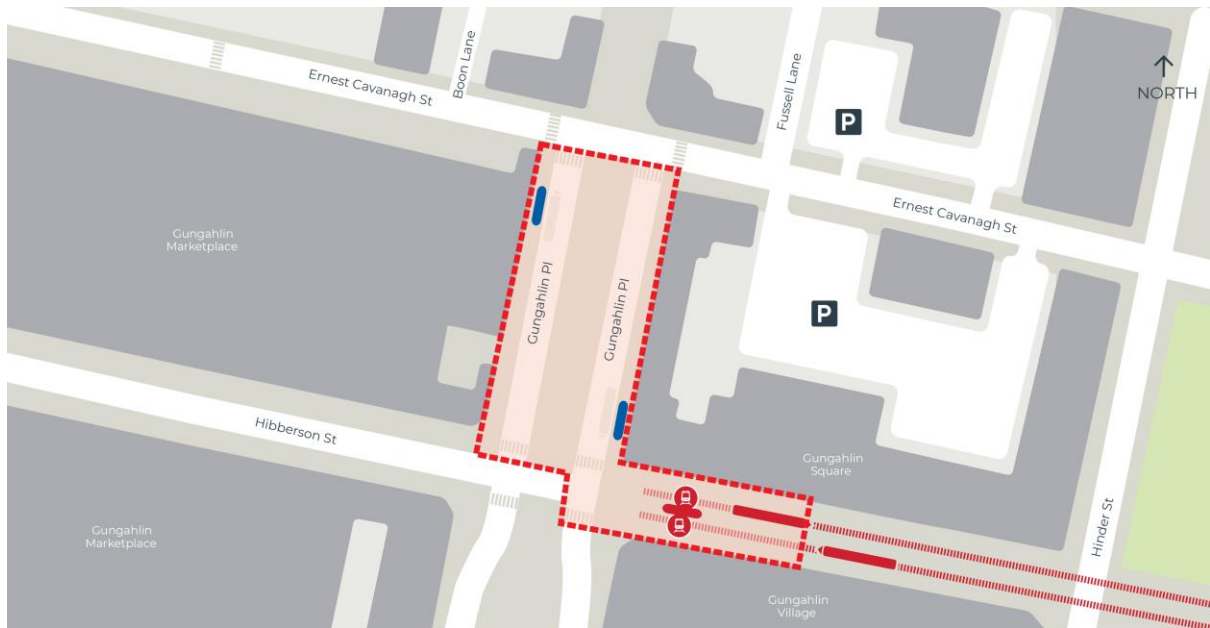 Boon Lane
Fussell Lane
NORTH
Ernest Cavanagh St
P
Ernest Cavanagh St
Gungahlin
Marketplace
Gungahlin Pl
Gungahlin Pl
P
Hibberson St
Gungahlin
Square
Gungahlin
Marketplace
Hinder St
Gungahlin
Village